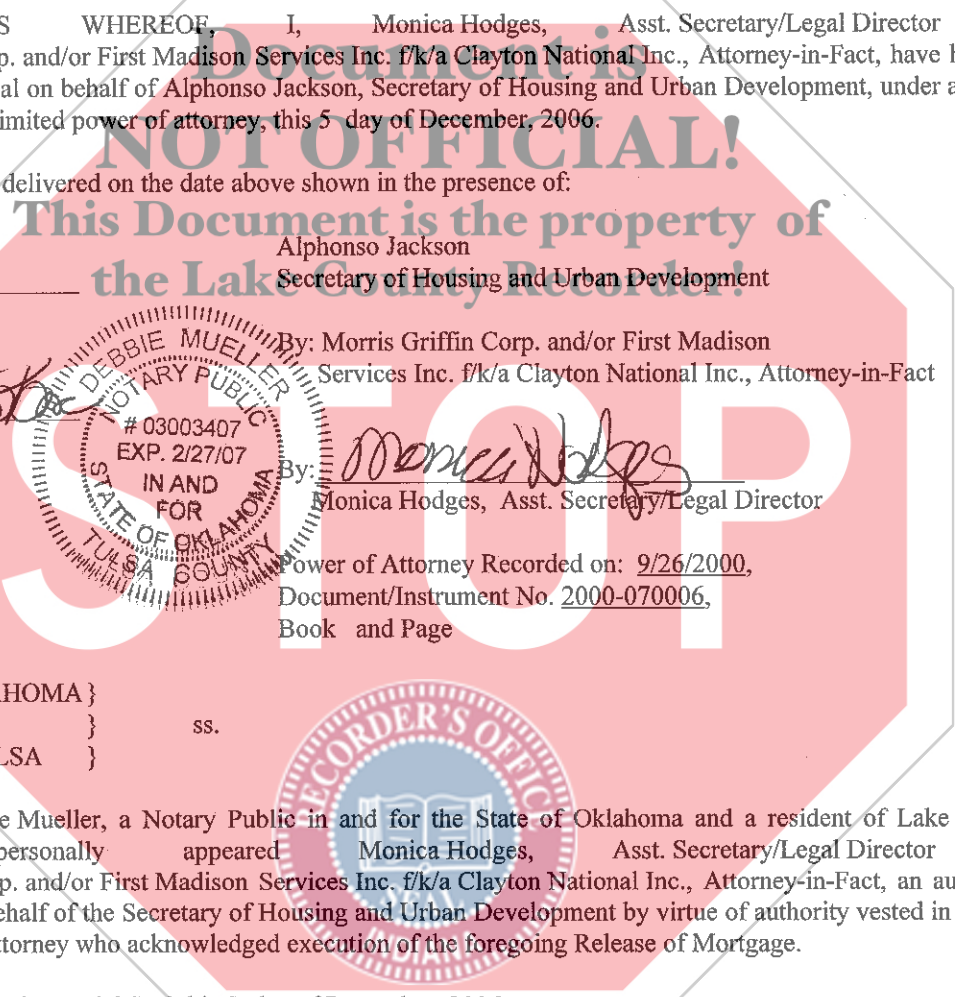 S WHEREOF, I, Monica Hodges, Asst. Secretary/Legal Director
p. and/or First Madison Services Inc. f/k/a Clayton National Inc., Attorney-in-Fact, have
al on behalf of Alphonso Jackson, Secretary of Housing and Urban Development, under a
imited power of attorney, this 5 day of December, 2006.
Document is
NOT OFFICIAL!
This Document is the property of
the Lake County Recorder!
delivered on the date above shown in the presence of:
Alphonso Jackson
Secretary of Housing and Urban Development
By: Morris Griffin Corp. and/or First Madison
Services Inc. f/k/a Clayton National Inc., Attorney-in-Fact
DEBBIE MUELLER
NOTARY PUBLIC
# 03003407
EXP. 2/27/07
IN AND
FOR
STATE OF OKLAHOMA
TULSA COUNTY
By: Monica Hodges
Monica Hodges, Asst. Secretary/Legal Director
Power of Attorney Recorded on: 9/26/2000,
Document/Instrument No. 2000-070006,
Book and Page
STOP
AHOMA }
} ss.
LSA }
RECORDER'S OFFICE
SEAL
INDIANA
e Mueller, a Notary Public in and for the State of Oklahoma and a resident of Lake
personally appeared Monica Hodges, Asst. Secretary/Legal Director
p. and/or First Madison Services Inc. f/k/a Clayton National Inc., Attorney-in-Fact, an au
ehalf of the Secretary of Housing and Urban Development by virtue of authority vested in
ttorney who acknowledged execution of the foregoing Release of Mortgage.